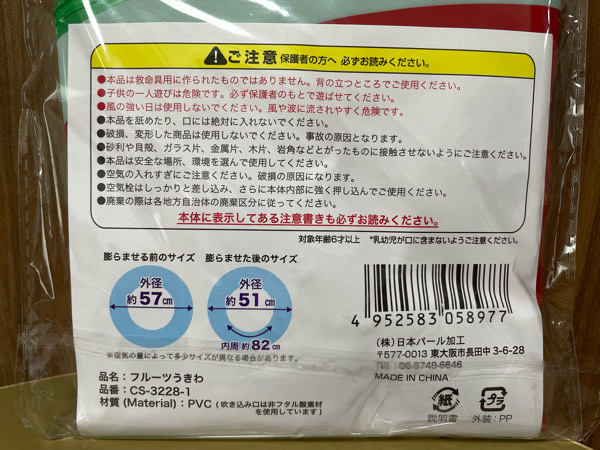 ご注意 保護者の方へ 必ずお読みください。
●本品は救命具用に作られたものではありません。背の立つところでご使用ください。
●子供の一人遊びは危険です。必ず保護者のもとで遊ばせてください。
●風の強い日は使用しないでください。風や波に流されやすく危険です。
●本品を舐めたり、口には絶対に入れないでください。
●破損、変形した商品は使用しないでください。事故の原因となります。
●砂利や貝殻、ガラス片、金属片、木片、岩角などとがったものに接触させないようにご注意ください。
●本品は安全な場所、環境を選んで使用してください。
●空気の入れすぎにご注意ください。破損の原因になります。
●空気栓はしっかりと差し込み、さらに本体内部に強く押し込んでご使用ください。
●廃棄の際は各地方自治体の廃棄区分に従ってください。
本体に表示してある注意書きも必ずお読みください。
対象年齢6才以上 *乳幼児が口に含まないようご注意ください。
膨らませる前のサイズ
外径
約57cm
膨らませた後のサイズ
外径
約51cm
内周 約82cm
※空気の量によって多少サイズが異なる場合があります。
4 952583 058977
(株)日本パール加工
〒577-0013 東大阪市長田中3-6-28
TEL. 06-6748-6646
MADE IN CHINA
品名：フルーツうきわ
品番：CS-3228-1
材質 (Material)：PVC (吹き込み口は非フタル酸素材を使用しています)
紙
説明書
プラ
外装：PP